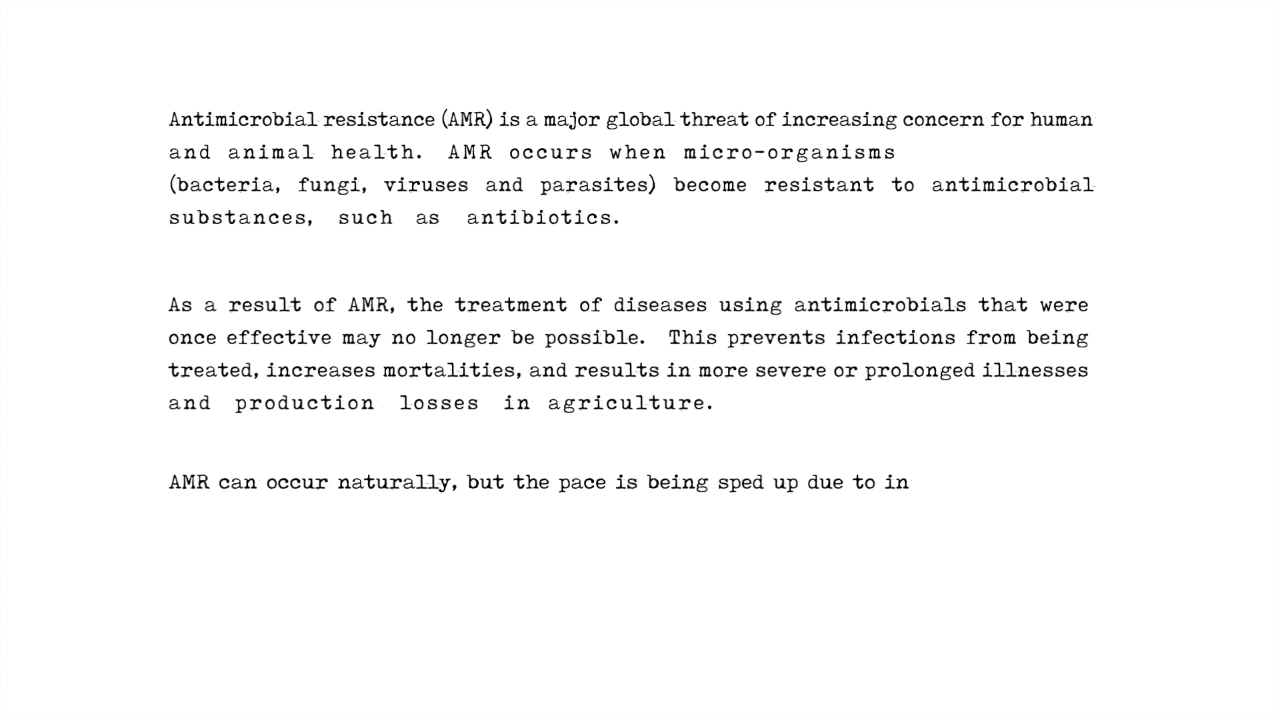 Antimicrobial resistance (AMR) is a major global threat of increasing concern for human
and animal health. AMR occurs when micro-organisms
(bacteria, fungi, viruses and parasites) become resistant to antimicrobial
substances, such as antibiotics.
As a result of AMR, the treatment of diseases using antimicrobials that were
once effective may no longer be possible. This prevents infections from being
treated, increases mortalities, and results in more severe or prolonged illnesses
and production losses in agriculture.
AMR can occur naturally, but the pace is being sped up due to in